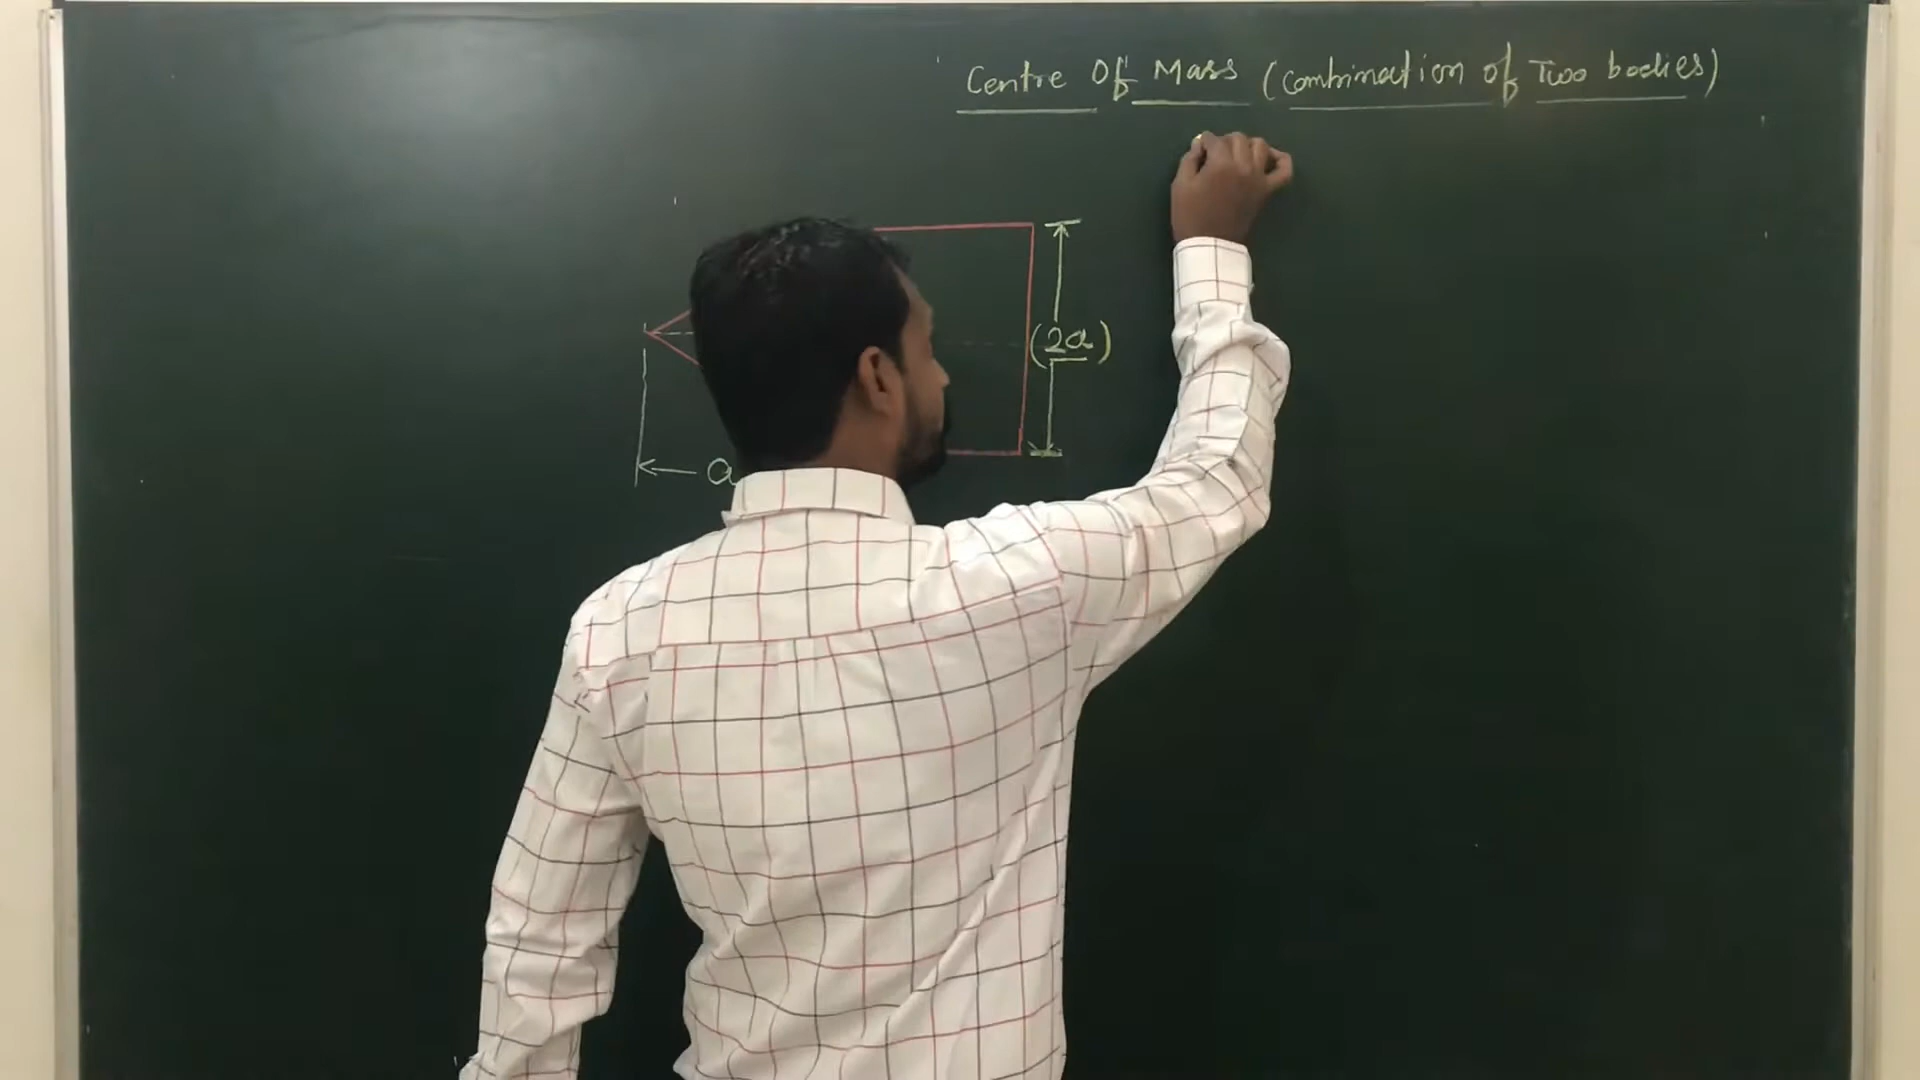 Centre Of Mass (Combination of Two bodies)
(2a)
a